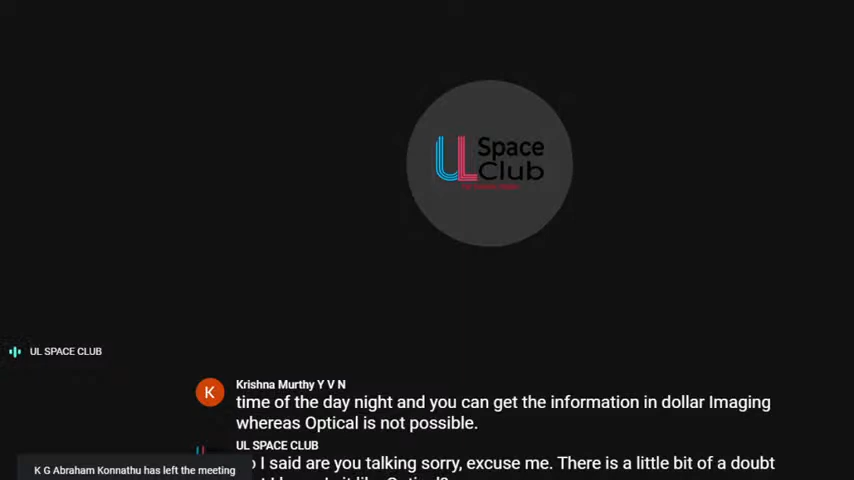 UL Space
Club
UL SPACE CLUB
K
Krishna Murthy Y V N
time of the day night and you can get the information in dollar Imaging
whereas Optical is not possible.
UL SPACE CLUB
I said are you talking sorry, excuse me. There is a little bit of a doubt
K G Abraham Konnathu has left the meeting